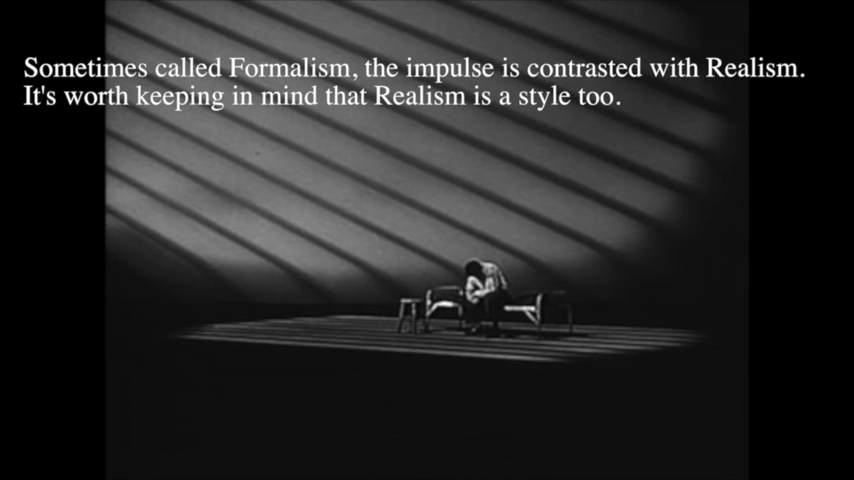 Sometimes called Formalism, the impulse is contrasted with Realism.
It's worth keeping in mind that Realism is a style too.